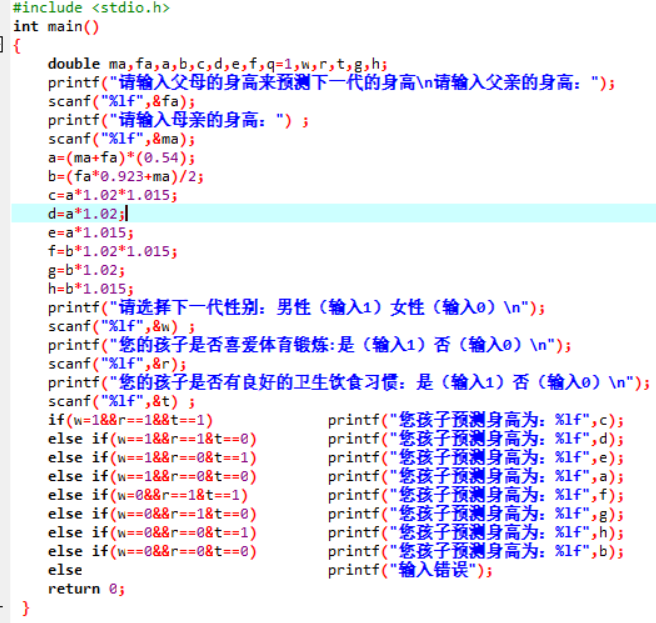 #include <stdio.h>
int main()
{
double ma,fa,a,b,c,d,e,f,q=1,w,r,t,g,h;
printf("请输入父母的身高来预测下一代的身高\n请输入父亲的身高：");
scanf("%lf",&fa);
printf("请输入母亲的身高：") ;
scanf("%lf",&ma);
a=(ma+fa)*(0.54);
b=(fa*0.923+ma)/2;
c=a*1.02*1.015;
d=a*1.02;
e=a*1.015;
f=b*1.02*1.015;
g=b*1.02;
h=b*1.015;
printf("请选择下一代性别：男性（输入1）女性（输入0）\n");
scanf("%lf",&w) ;
printf("您的孩子是否喜爱体育锻炼:是（输入1）否（输入0）\n");
scanf("%lf",&r);
printf("您的孩子是否有良好的卫生饮食习惯：是（输入1）否（输入0）\n");
scanf("%lf",&t) ;
if(w=1&&r==1&&t==1) printf("您孩子预测身高为：%lf",c);
else if(w==1&&r==1&t==0) printf("您孩子预测身高为：%lf",d);
else if(w==1&&r==0&t==1) printf("您孩子预测身高为：%lf",e);
else if(w==1&&r==0&t==0) printf("您孩子预测身高为：%lf",a);
else if(w=0&&r==1&t==1) printf("您孩子预测身高为：%lf",f);
else if(w==0&&r==1&t==0) printf("您孩子预测身高为：%lf",g);
else if(w==0&&r==0&t==1) printf("您孩子预测身高为：%lf",h);
else if(w==0&&r==0&t==0) printf("您孩子预测身高为：%lf",b);
else printf("输入错误");
return 0;
}